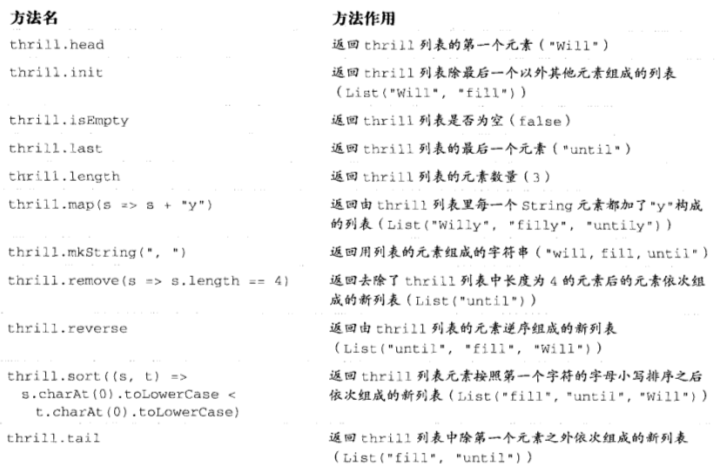 方法名 方法作用
thrill.head 返回 thrill 列表的第一个元素 ("Will")
thrill.init 返回 thrill 列表除最后一个以外其他元素组成的列表
(List("Will", "fill"))
thrill.isEmpty 返回 thrill 列表是否为空 (false)
thrill.last 返回 thrill 列表的最后一个元素 ("until")
thrill.length 返回 thrill 列表的元素数量 (3)
thrill.map(s => s + "y") 返回由 thrill 列表里每一个 String 元素都加了"y"构成
的列表 (List("Willy", "filly", "untily"))
thrill.mkString(", ") 返回用列表的元素组成的字符串 ("will, fill, until")
thrill.remove(s => s.length == 4) 返回去除了 thrill 列表中长度为 4 的元素后的元素依次组
成的新列表 (List("until"))
thrill.reverse 返回由 thrill 列表的元素逆序组成的新列表
(List("until", "fill", "Will"))
thrill.sort((s, t) => 返回 thrill 列表元素按照第一个字符的字母小写排序之后
s.charAt(0).toLowerCase < 依次组成的新列表 (List("fill", "until", "Will"))
t.charAt(0).toLowerCase)
thrill.tail 返回 thrill 列表中除第一个元素之外依次组成的新列表
(List("fill", "until"))